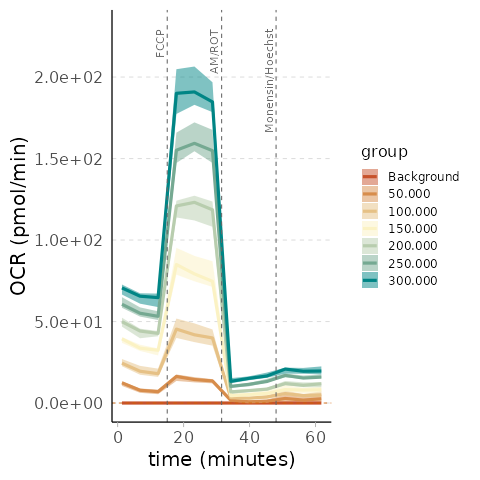 FCCP
AM/ROT
Monensin/Hoechst
OCR (pmol/min)
2.0e+02
1.5e+02
1.0e+02
5.0e+01
0.0e+00
0 20 40 60
time (minutes)
group
Background
50.000
100.000
150.000
200.000
250.000
300.000